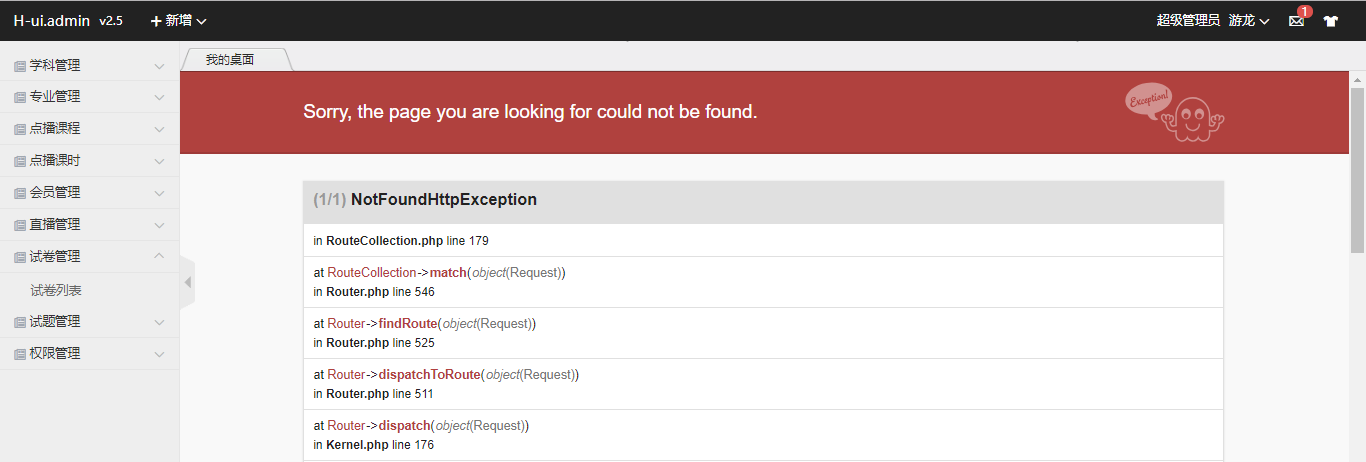 H-ui.admin v2.5 新增 超级管理员 游龙 1
学科管理
专业管理
点播课程
点播课时
会员管理
直播管理
试卷管理
试卷列表
试题管理
权限管理
我的桌面
Sorry, the page you are looking for could not be found.
Exception!
(1/1) NotFoundHttpException
in RouteCollection.php line 179
at RouteCollection->match(object(Request))
in Router.php line 546
at Router->findRoute(object(Request))
in Router.php line 525
at Router->dispatchToRoute(object(Request))
in Router.php line 511
at Router->dispatch(object(Request))
in Kernel.php line 176